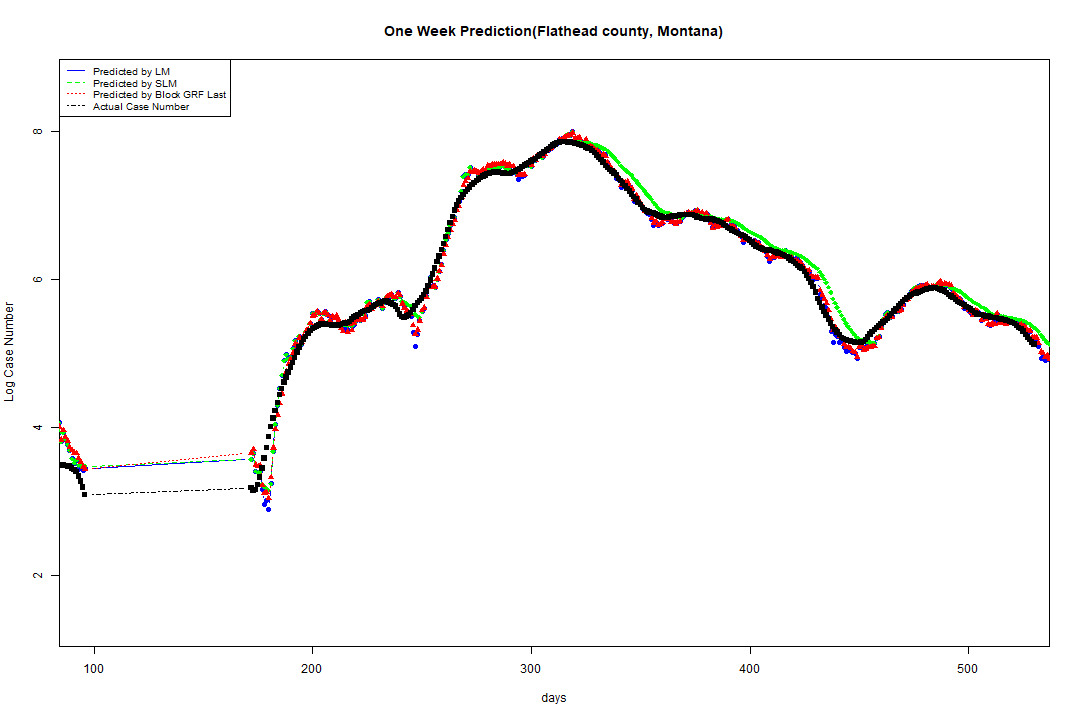 One Week Prediction(Flathead county, Montana)
Predicted by LM
Predicted by SLM
Predicted by Block GRF Last
Actual Case Number
8
6
4
2
Log Case Number
100 200 300 400 500
days